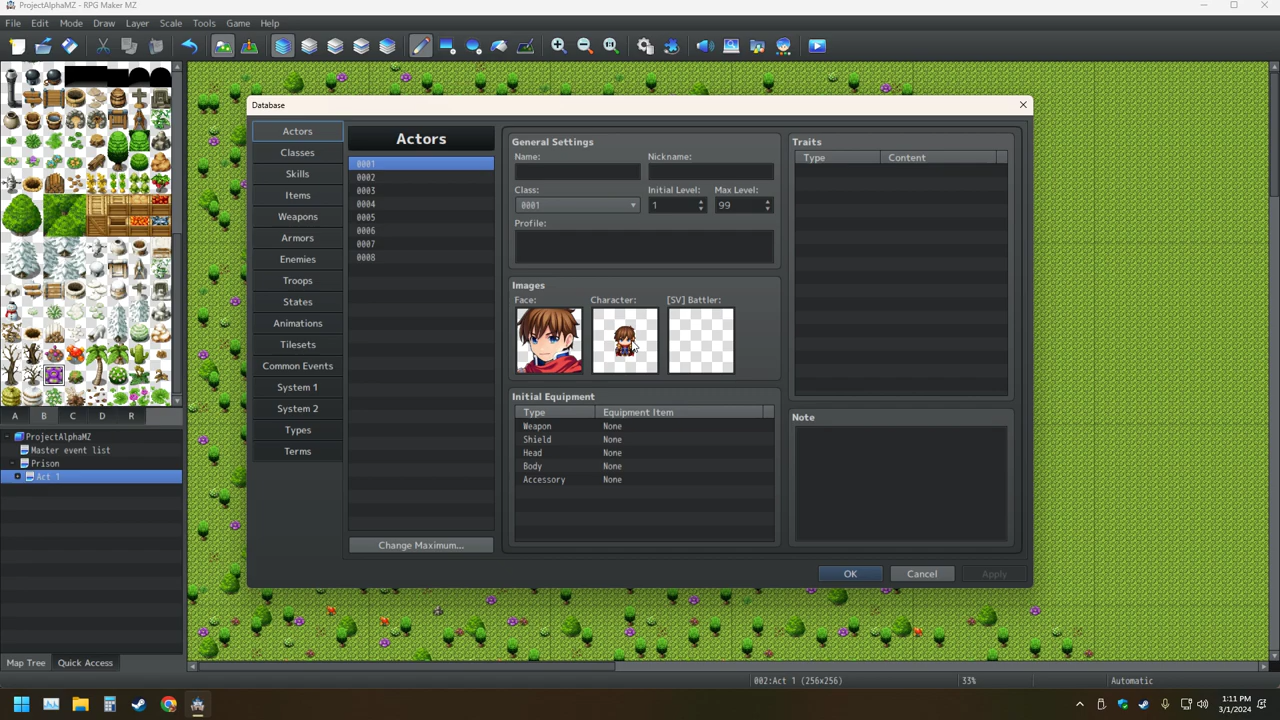 ProjectAlphaMZ - RPG Maker MZ
File Edit Mode Draw Layer Scale Tools Game Help
Database
Actors
Classes
Skills
Items
Weapons
Armors
Enemies
Troops
States
Animations
Tilesets
Common Events
System 1
System 2
Types
Terms
Actors
0001
0002
0003
0004
0005
0006
0007
0008
Change Maximum...
General Settings
Name: Nickname:
Class: Initial Level: Max Level:
0001 1 99
Profile:
Images
Face: Character: [SV] Battler:
Initial Equipment
Type Equipment Item
Weapon None
Shield None
Head None
Body None
Accessory None
Traits
Type Content
Note
OK Cancel Apply
A B C D R
ProjectAlphaMZ
Master event list
Prison
Act 1
Map Tree Quick Access
002:Act 1 (256x256) 33% Automatic
1:11 PM
3/1/2024